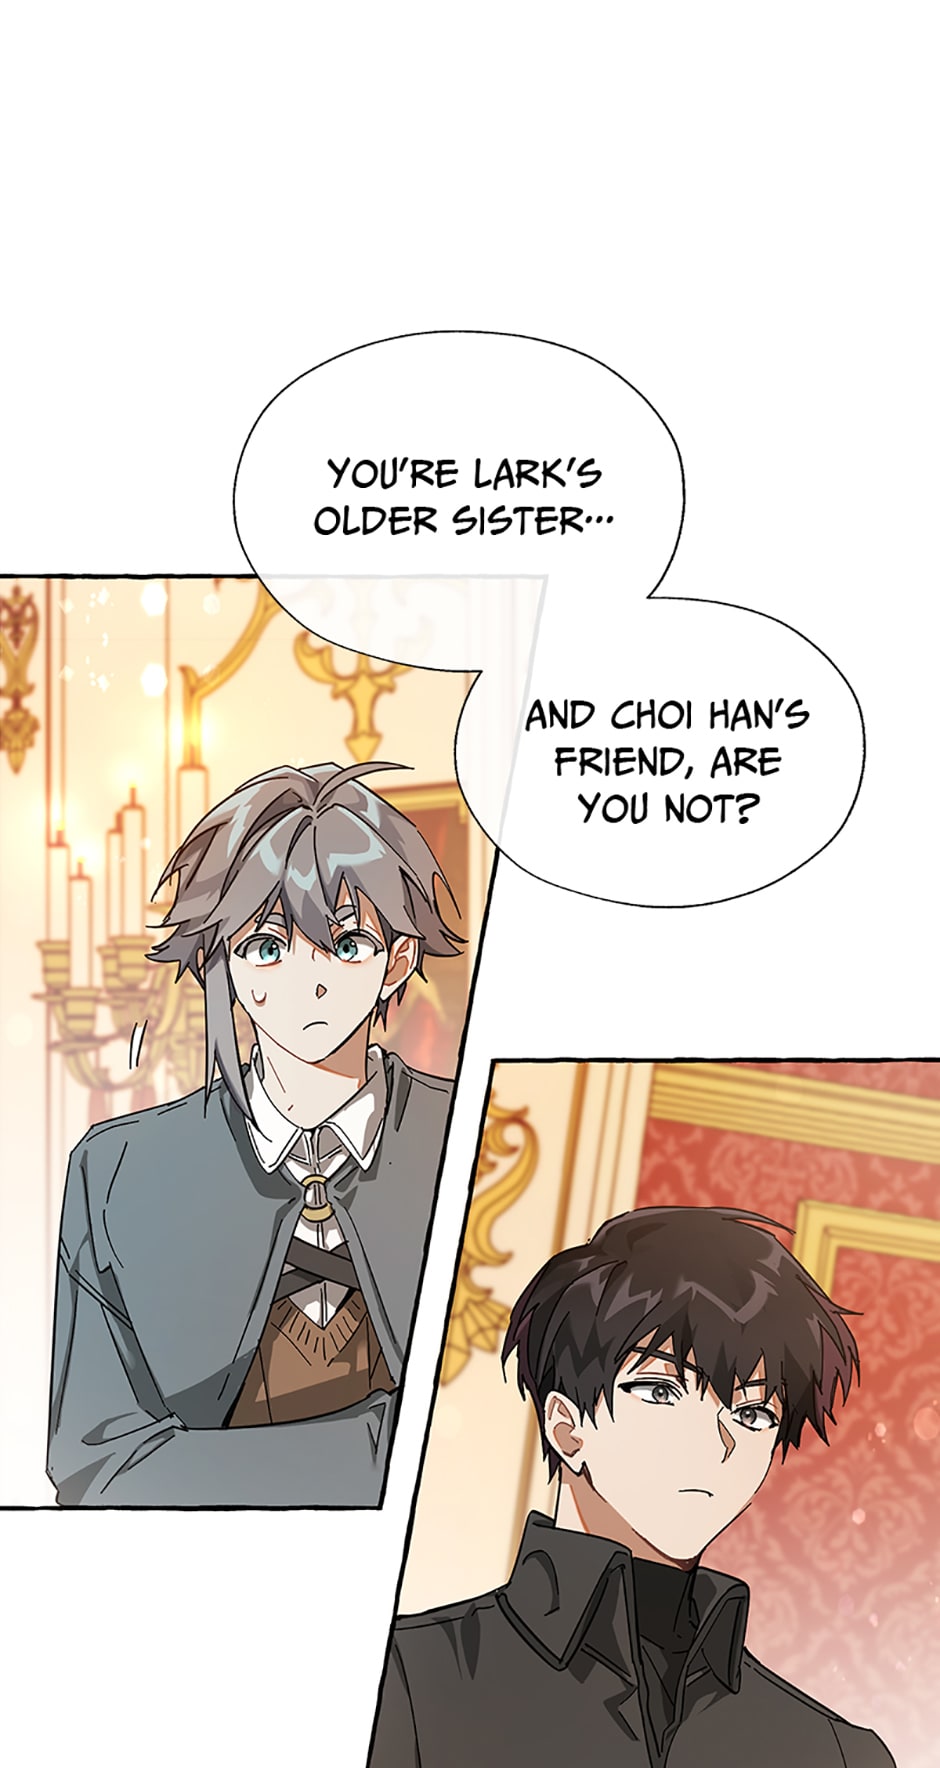 YOU'RE LARK'S
OLDER SISTER...
AND CHOI HAN'S
FRIEND, ARE
YOU NOT?